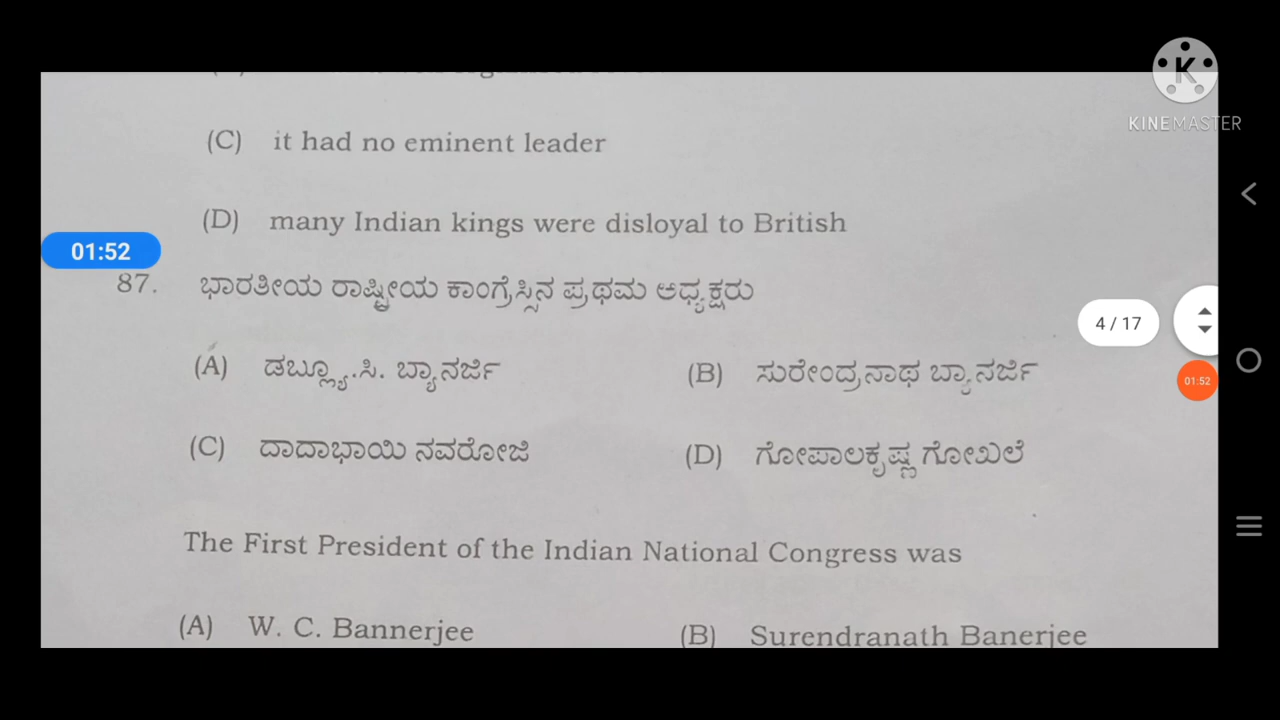 KINEMASTER
(C) it had no eminent leader
(D) many Indian kings were disloyal to British
01:52
87. ಭಾರತೀಯ ರಾಷ್ಟ್ರೀಯ ಕಾಂಗ್ರೆಸ್ಸಿನ ಪ್ರಥಮ ಅಧ್ಯಕ್ಷರು
4 / 17
(A) ಡಬ್ಲ್ಯೂ.ಸಿ. ಬ್ಯಾನರ್ಜಿ (B) ಸುರೇಂದ್ರನಾಥ ಬ್ಯಾನರ್ಜಿ
01:52
(C) ದಾದಾಭಾಯಿ ನವರೋಜಿ (D) ಗೋಪಾಲಕೃಷ್ಣ ಗೋಖಲೆ
The First President of the Indian National Congress was
(A) W. C. Bannerjee (B) Surendranath Banerjee